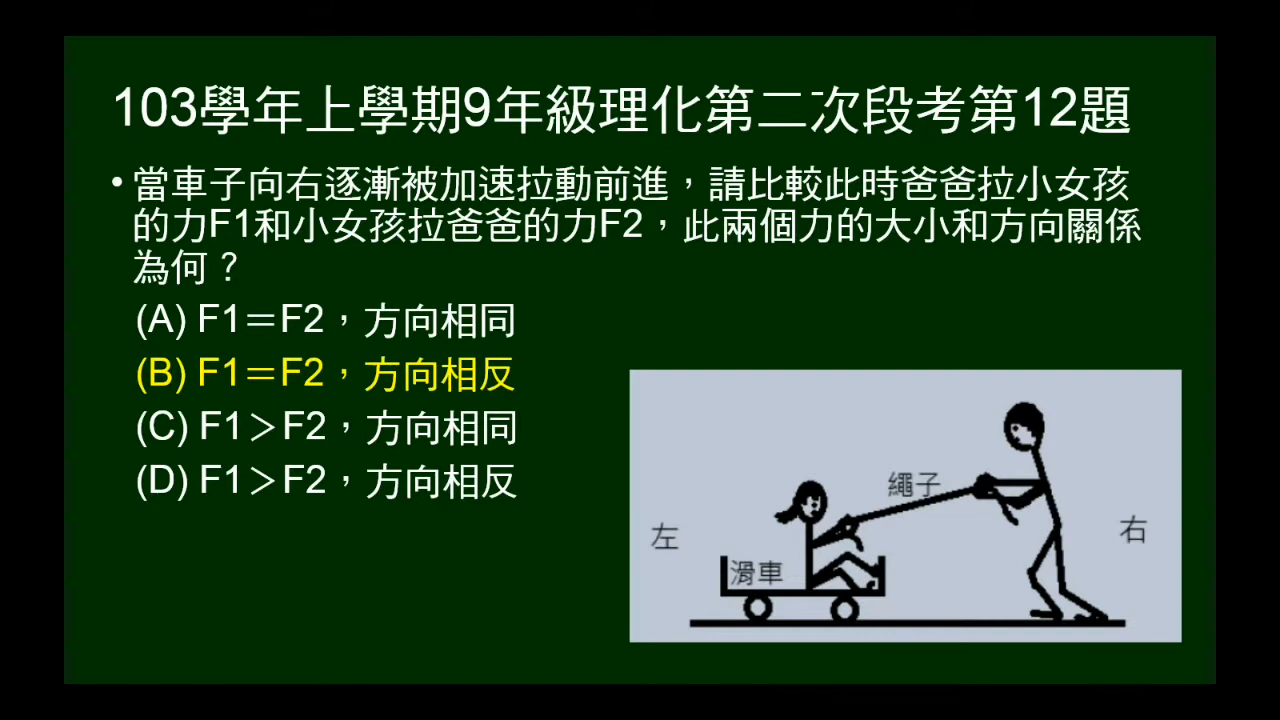 103學年上學期9年級理化第二次段考第12題
•當車子向右逐漸被加速拉動前進，請比較此時爸爸拉小女孩
的力F1和小女孩拉爸爸的力F2，此兩個力的大小和方向關係
為何？
(A) F1＝F2，方向相同
(B) F1＝F2，方向相反
(C) F1＞F2，方向相同
(D) F1＞F2，方向相反
繩子
左
右
滑車